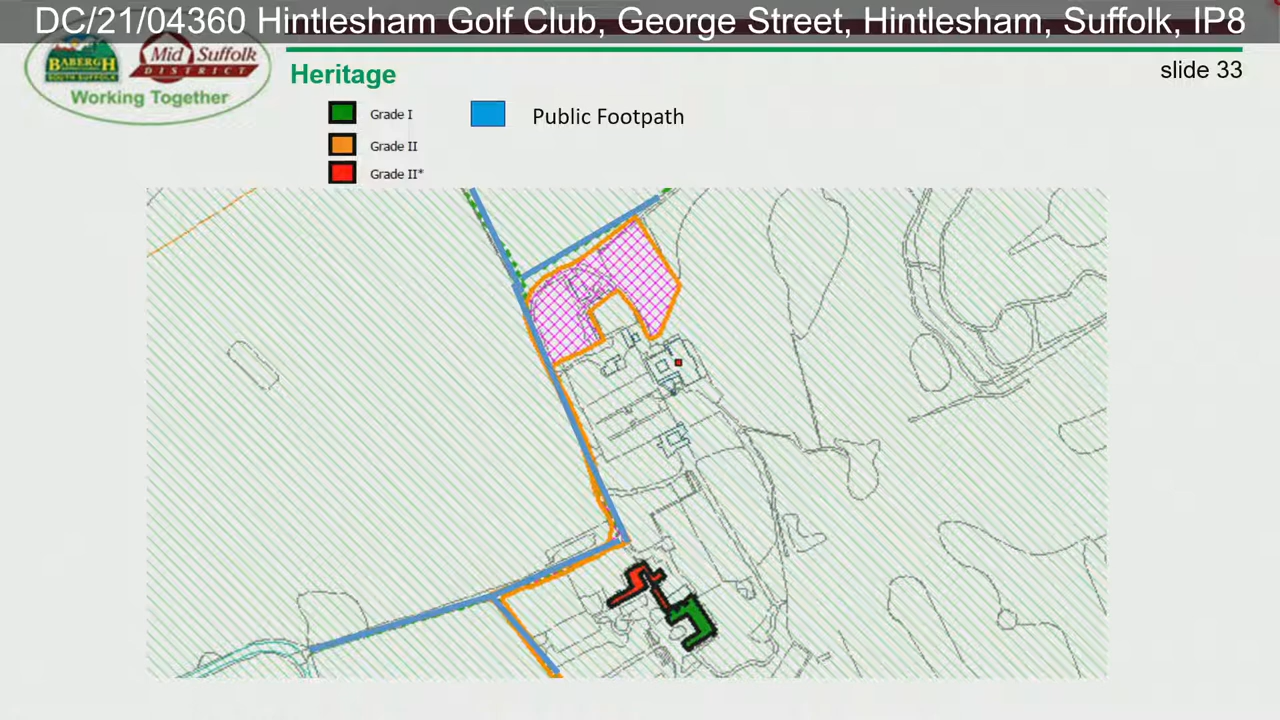 DC/21/04360 Hintlesham Golf Club, George Street, Hintlesham, Suffolk, IP8
BABERGH
SOUTH SUFFOLK
Mid Suffolk
DISTRICT
Working Together
Heritage
slide 33
Grade I
Public Footpath
Grade II
Grade II*